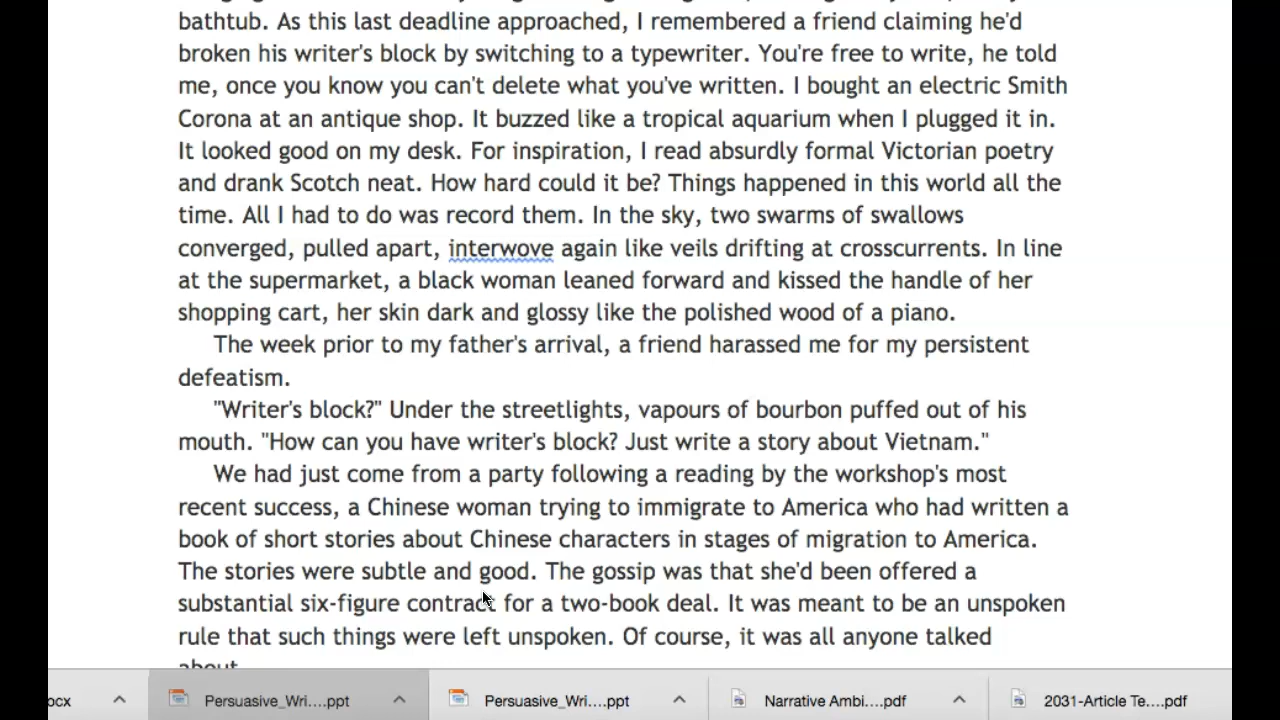 bathtub. As this last deadline approached, I remembered a friend claiming he'd
broken his writer's block by switching to a typewriter. You're free to write, he told
me, once you know you can't delete what you've written. I bought an electric Smith
Corona at an antique shop. It buzzed like a tropical aquarium when I plugged it in.
It looked good on my desk. For inspiration, I read absurdly formal Victorian poetry
and drank Scotch neat. How hard could it be? Things happened in this world all the
time. All I had to do was record them. In the sky, two swarms of swallows
converged, pulled apart, interwove again like veils drifting at crosscurrents. In line
at the supermarket, a black woman leaned forward and kissed the handle of her
shopping cart, her skin dark and glossy like the polished wood of a piano.
The week prior to my father's arrival, a friend harassed me for my persistent
defeatism.
"Writer's block?" Under the streetlights, vapours of bourbon puffed out of his
mouth. "How can you have writer's block? Just write a story about Vietnam."
We had just come from a party following a reading by the workshop's most
recent success, a Chinese woman trying to immigrate to America who had written a
book of short stories about Chinese characters in stages of migration to America.
The stories were subtle and good. The gossip was that she'd been offered a
substantial six-figure contract for a two-book deal. It was meant to be an unspoken
rule that such things were left unspoken. Of course, it was all anyone talked
about.
ocx Persuasive_Wri....ppt Persuasive_Wri....ppt Narrative Ambi....pdf 2031-Article Te....pdf